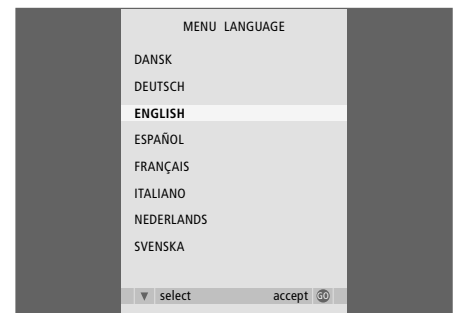 MENU LANGUAGE
DANSK
DEUTSCH
ENGLISH
ESPAÑOL
FRANÇAIS
ITALIANO
NEDERLANDS
SVENSKA
▼ select accept GO